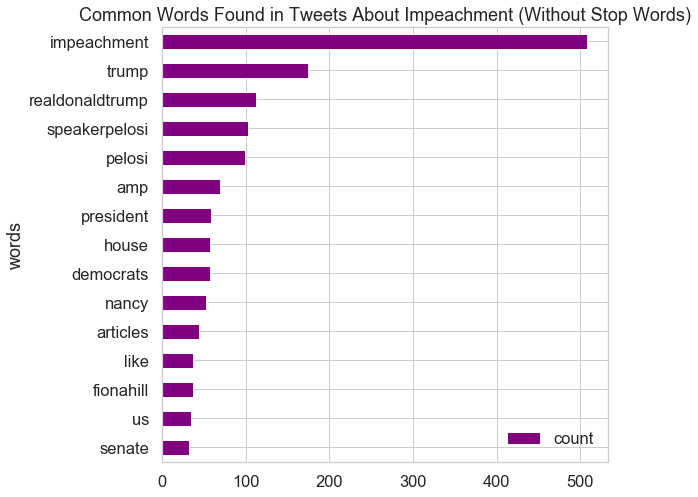 Common Words Found in Tweets About Impeachment (Without Stop Words)
impeachment
trump
realdonaldtrump
speakerpelosi
pelosi
amp
president
house
democrats
nancy
articles
like
fionahill
us
senate
words
count
0 100 200 300 400 500